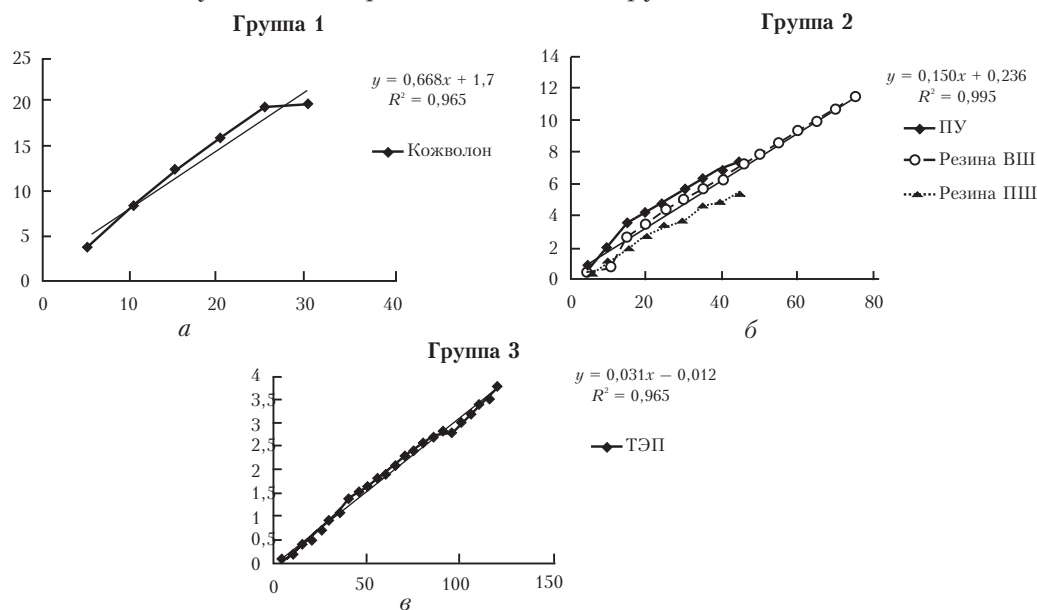 Группа 1
25
20
15
10
5
0
0 10 20 30 40
y = 0,668x + 1,7
R² = 0,965
Кожволон
а
Группа 2
14
12
10
8
6
4
2
0
0 20 40 60 80
y = 0,150x + 0,236
R² = 0,995
ПУ
Резина ВШ
Резина ПШ
б
Группа 3
4
3,5
3
2,5
2
1,5
1
0,5
0
0 50 100 150
y = 0,031x − 0,012
R² = 0,965
ТЭП
в